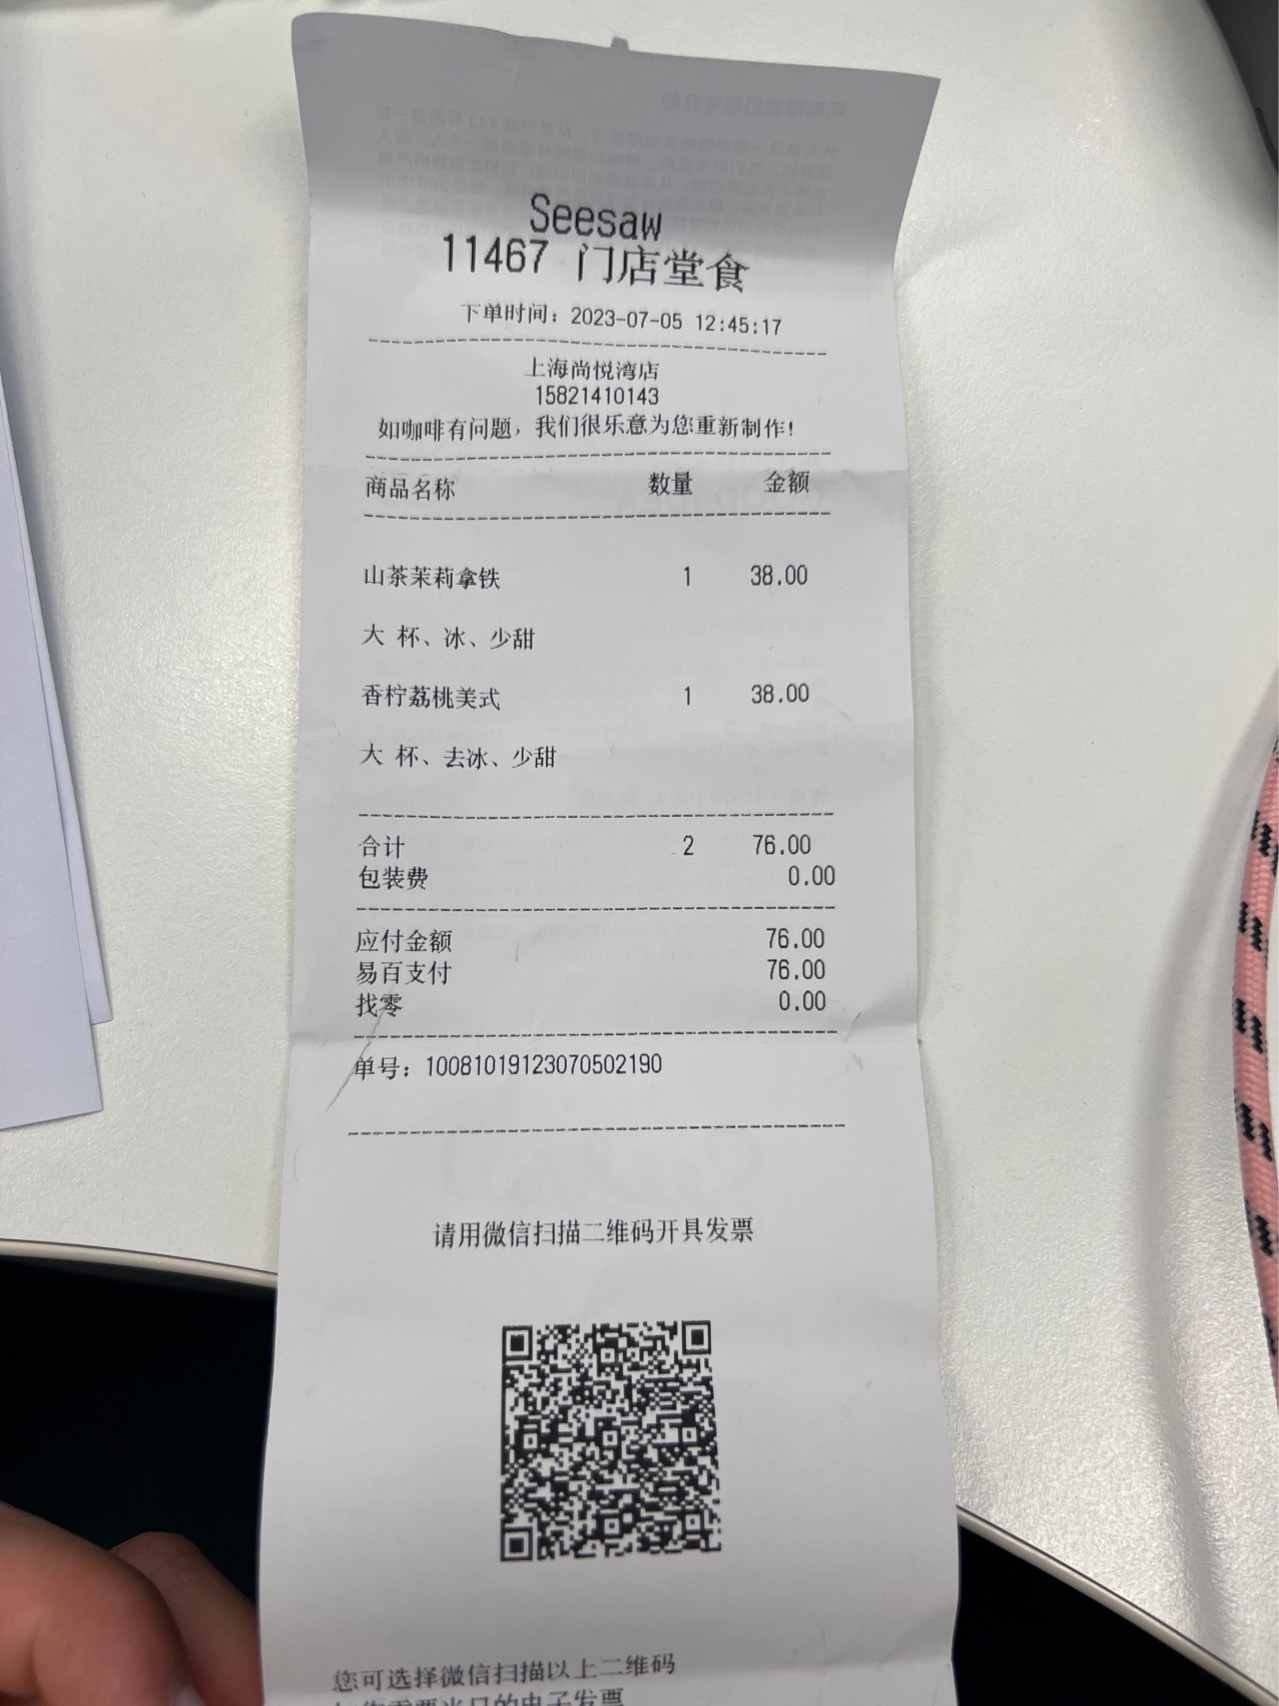 Seesaw
11467 门店堂食
下单时间：2023-07-05 12:45:17
上海尚悦湾店
15821410143
如咖啡有问题，我们很乐意为您重新制作！
商品名称 数量 金额
山茶茉莉拿铁 1 38.00
大 杯、冰、少甜
香柠荔桃美式 1 38.00
大 杯、去冰、少甜
合计 2 76.00
包装费 0.00
应付金额 76.00
易百支付 76.00
找零 0.00
单号：10081019123070502190
请用微信扫描二维码开具发票
您可选择微信扫描以上二维码
的电子发票